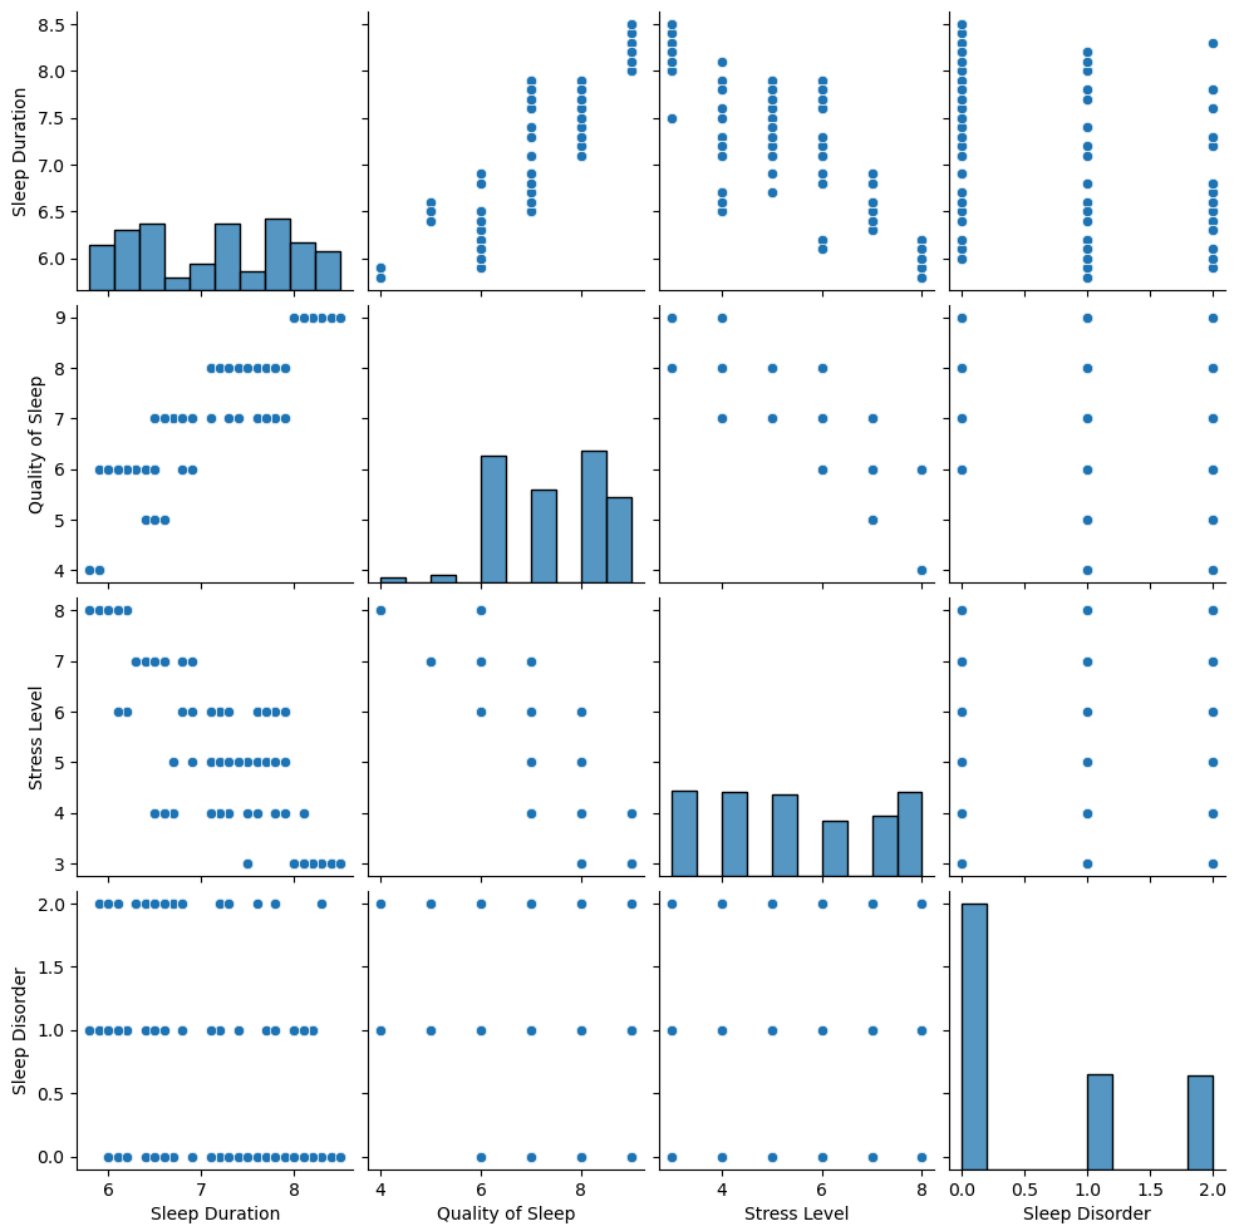 8.5
8.0
7.5
7.0
6.5
6.0
Sleep Duration
9
8
7
6
5
4
Quality of Sleep
8
7
6
5
4
3
Stress Level
2.0
1.5
1.0
0.5
0.0
Sleep Disorder
6 7 8
4 6 8
4 6 8
0.0 0.5 1.0 1.5 2.0
Sleep Duration Quality of Sleep Stress Level Sleep Disorder